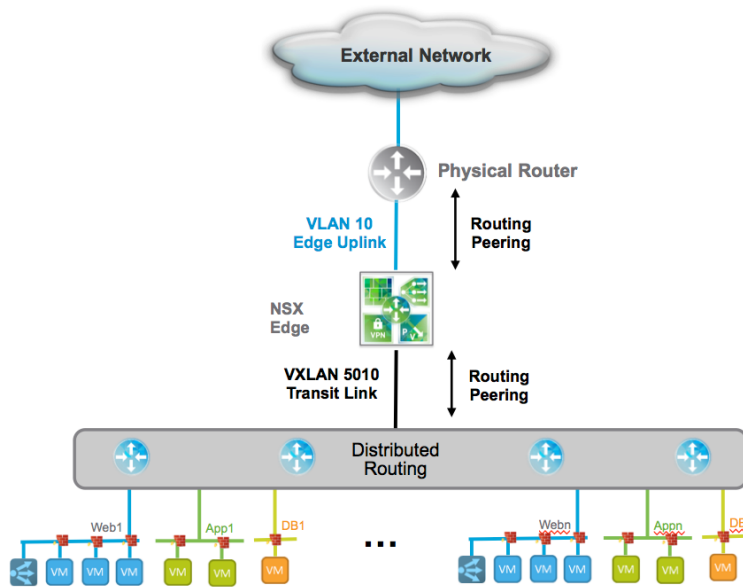 External Network
Physical Router
VLAN 10
Edge Uplink
Routing
Peering
NSX
Edge
VPN
P
V
VXLAN 5010
Transit Link
Routing
Peering
Distributed
Routing
Web1
App1
DB1
...
Webn
Appn
DB
VM
VM
VM
VM
VM
VM
VM
VM
VM
VM
VM
VM